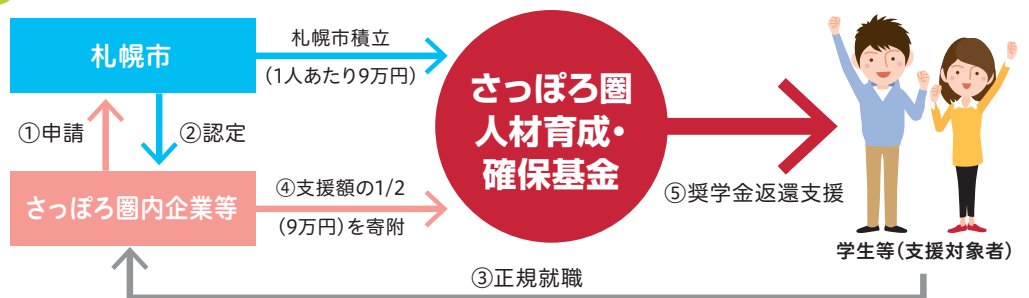 札幌市
札幌市積立
(1人あたり9万円)
①申請
②認定
さっぽろ圏
人材育成・
確保基金
さっぽろ圏内企業等
④支援額の1/2
(9万円)を寄附
⑤奨学金返還支援
学生等(支援対象者)
③正規就職